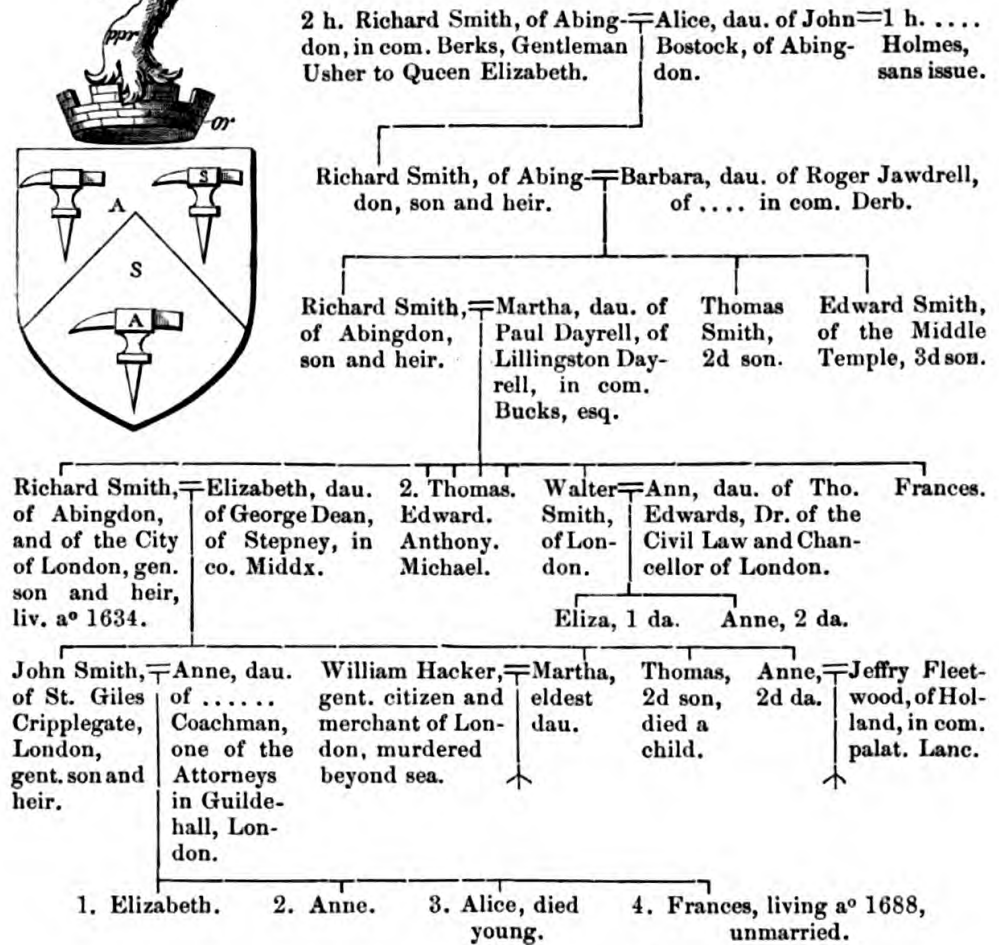 ppr.
or.
S
A
S
A
2 h. Richard Smith, of Abing-
don, in com. Berks, Gentleman
Usher to Queen Elizabeth.
Alice, dau. of John
Bostock, of Abing-
don.
1 h. ....
Holmes,
sans issue.
Richard Smith, of Abing-
don, son and heir.
Barbara, dau. of Roger Jawdrell,
of .... in com. Derb.
Richard Smith,
of Abingdon,
son and heir.
Martha, dau. of
Paul Dayrell, of
Lillingston Day-
rell, in com.
Bucks, esq.
Thomas
Smith,
2d son.
Edward Smith,
of the Middle
Temple, 3d son.
Richard Smith,
of Abingdon,
and of the City
of London, gen.
son and heir,
liv. aº 1634.
Elizabeth, dau.
of George Dean,
of Stepney, in
co. Middx.
2. Thomas.
Edward.
Anthony.
Michael.
Walter
Smith,
of Lon-
don.
Ann, dau. of Tho.
Edwards, Dr. of the
Civil Law and Chan-
cellor of London.
Frances.
Eliza, 1 da.
Anne, 2 da.
John Smith,
of St. Giles
Cripplegate,
London,
gent. son and
heir.
Anne, dau.
of ......
Coachman,
one of the
Attorneys
in Guilde-
hall, Lon-
don.
William Hacker,
gent. citizen and
merchant of Lon-
don, murdered
beyond sea.
Martha,
eldest
dau.
Thomas,
2d son,
died a
child.
Anne,
2d da.
Jeffry Fleet-
wood, of Hol-
land, in com.
palat. Lanc.
1. Elizabeth.
2. Anne.
3. Alice, died
young.
4. Frances, living aº 1688,
unmarried.